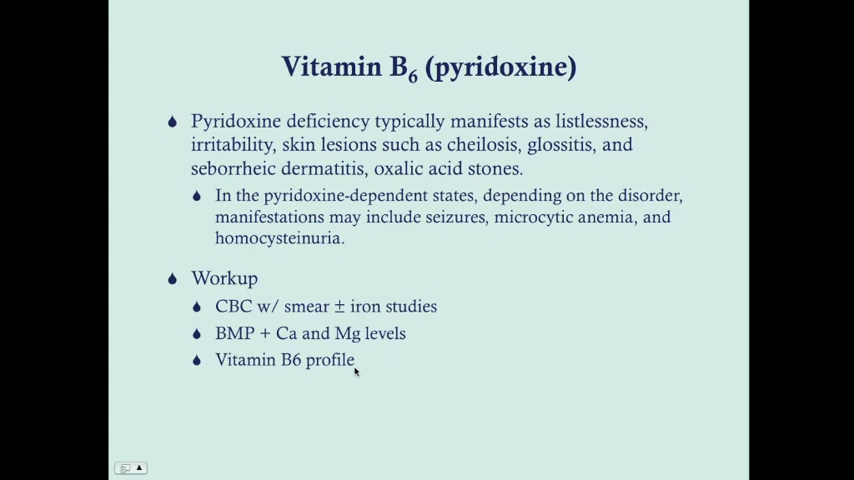 Vitamin B6 (pyridoxine)
Pyridoxine deficiency typically manifests as listlessness,
irritability, skin lesions such as cheilosis, glossitis, and
seborrheic dermatitis, oxalic acid stones.
In the pyridoxine-dependent states, depending on the disorder,
manifestations may include seizures, microcytic anemia, and
homocysteinuria.
Workup
CBC w/ smear ± iron studies
BMP + Ca and Mg levels
Vitamin B6 profile